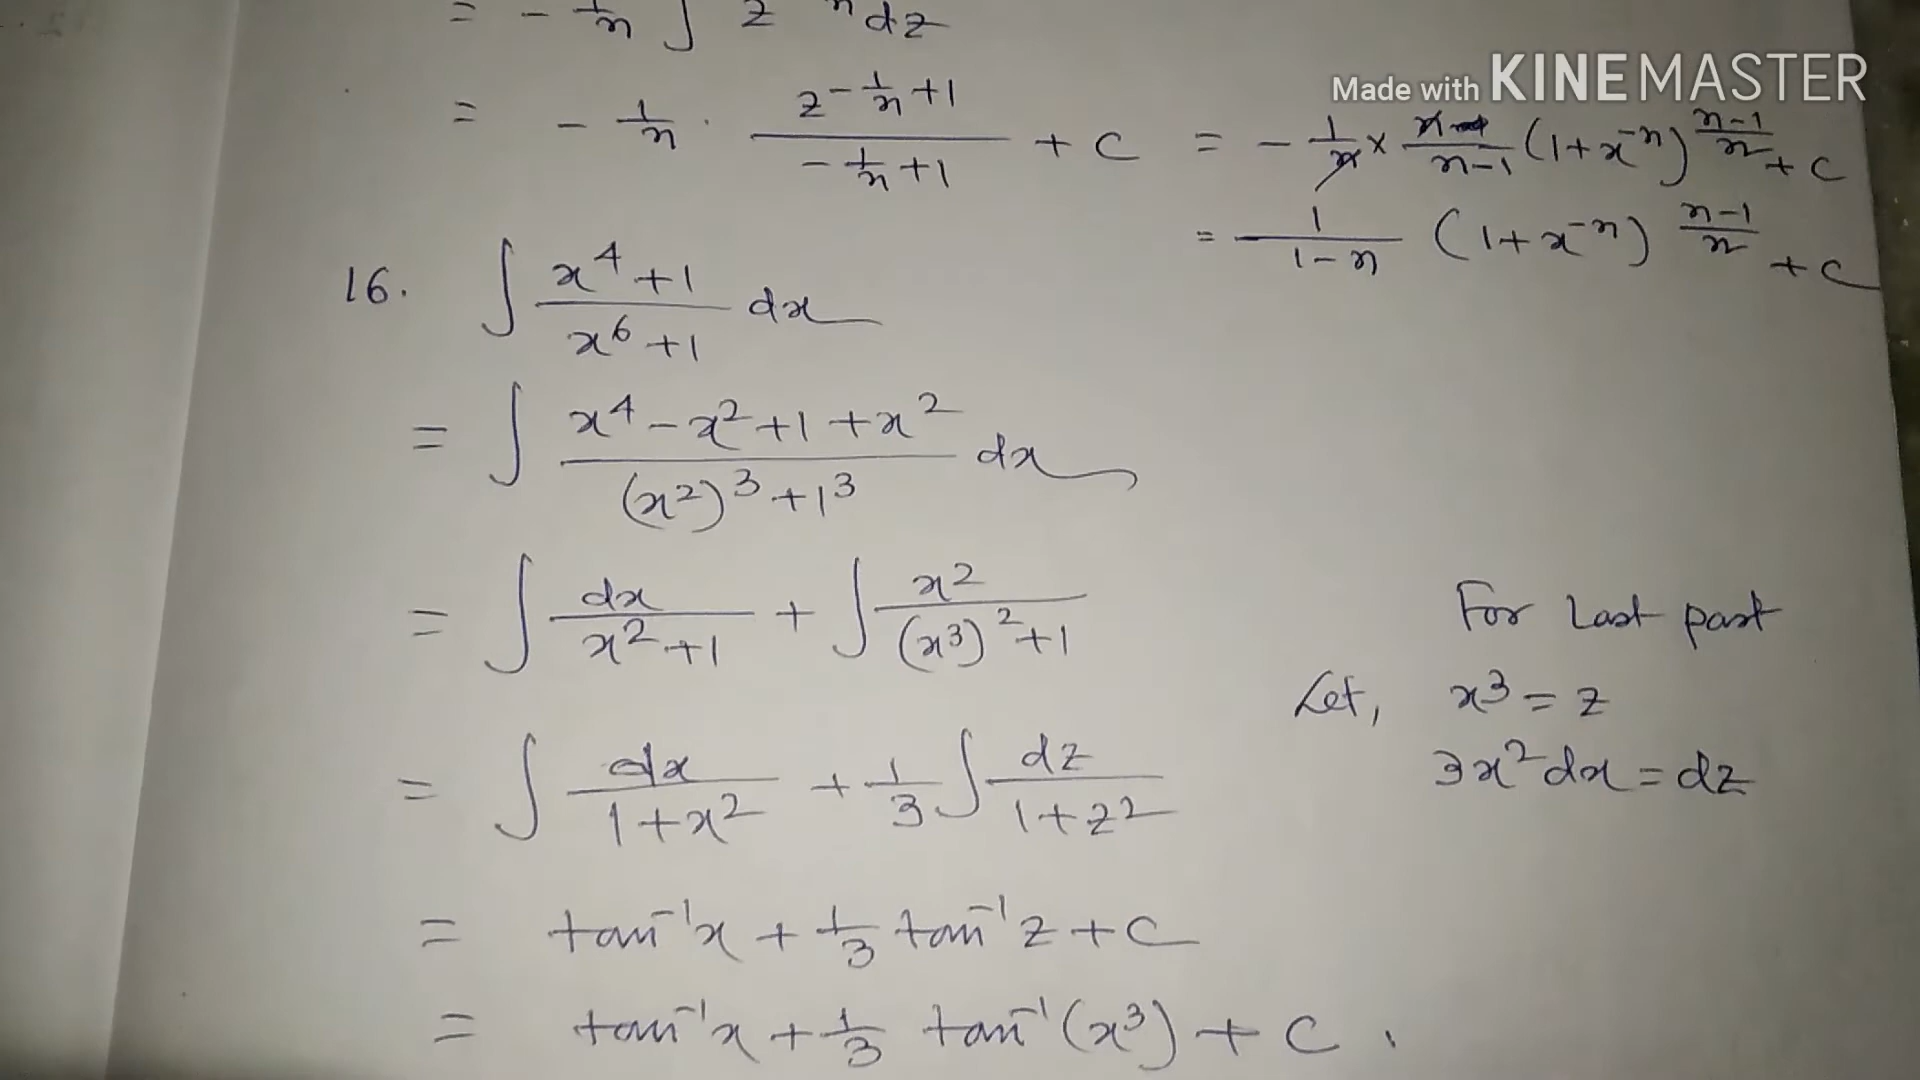 = - 1/n ∫ z n dz
= - 1/n · (z^(-1/n + 1))/(-1/n + 1) + C
Made with KINEMASTER
= - 1/n × n/(n-1) (1+x^-n)^((n-1)/n) + C
= 1/(1-n) (1+x^-n)^((n-1)/n) + C
16. ∫ (x^4+1)/(x^6+1) dx
= ∫ (x^4 - x^2 + 1 + x^2)/((x^2)^3 + 1^3) dx
= ∫ dx/(x^2+1) + ∫ x^2/((x^3)^2+1)
= ∫ dx/(1+x^2) + 1/3 ∫ dz/(1+z^2)
= tan^-1 x + 1/3 tan^-1 z + C
= tan^-1 x + 1/3 tan^-1 (x^3) + C.
For Last part
Let, x^3 = z
3x^2 dx = dz